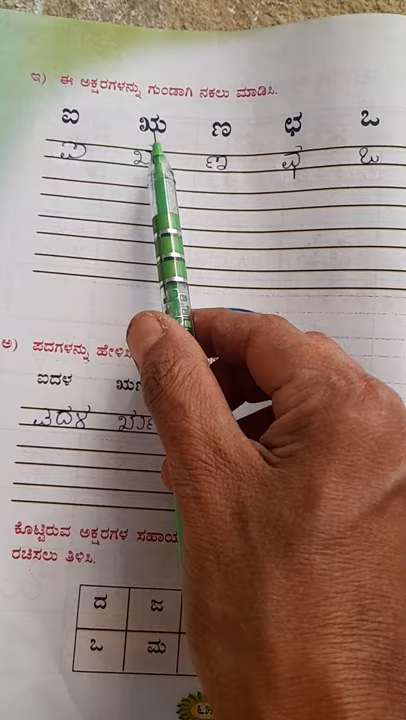 ಇ) ಈ ಅಕ್ಷರಗಳನ್ನು ಗುಂಡಾಗಿ ನಕಲು ಮಾಡಿಸಿ.
ಐ ಋ ಣ ಛ ಒ
ಐ ಣ ಛ ಒ
ಅ) ಪದಗಳನ್ನು ಹೇಳಿಸಿ
ಐದಳ
ಐದಳ
ಕೊಟ್ಟಿರುವ ಅಕ್ಷರಗಳ ಸಹಾಯ
ರಚಿಸಲು ತಿಳಿಸಿ.
ದ ಜ
ಒ ಮ